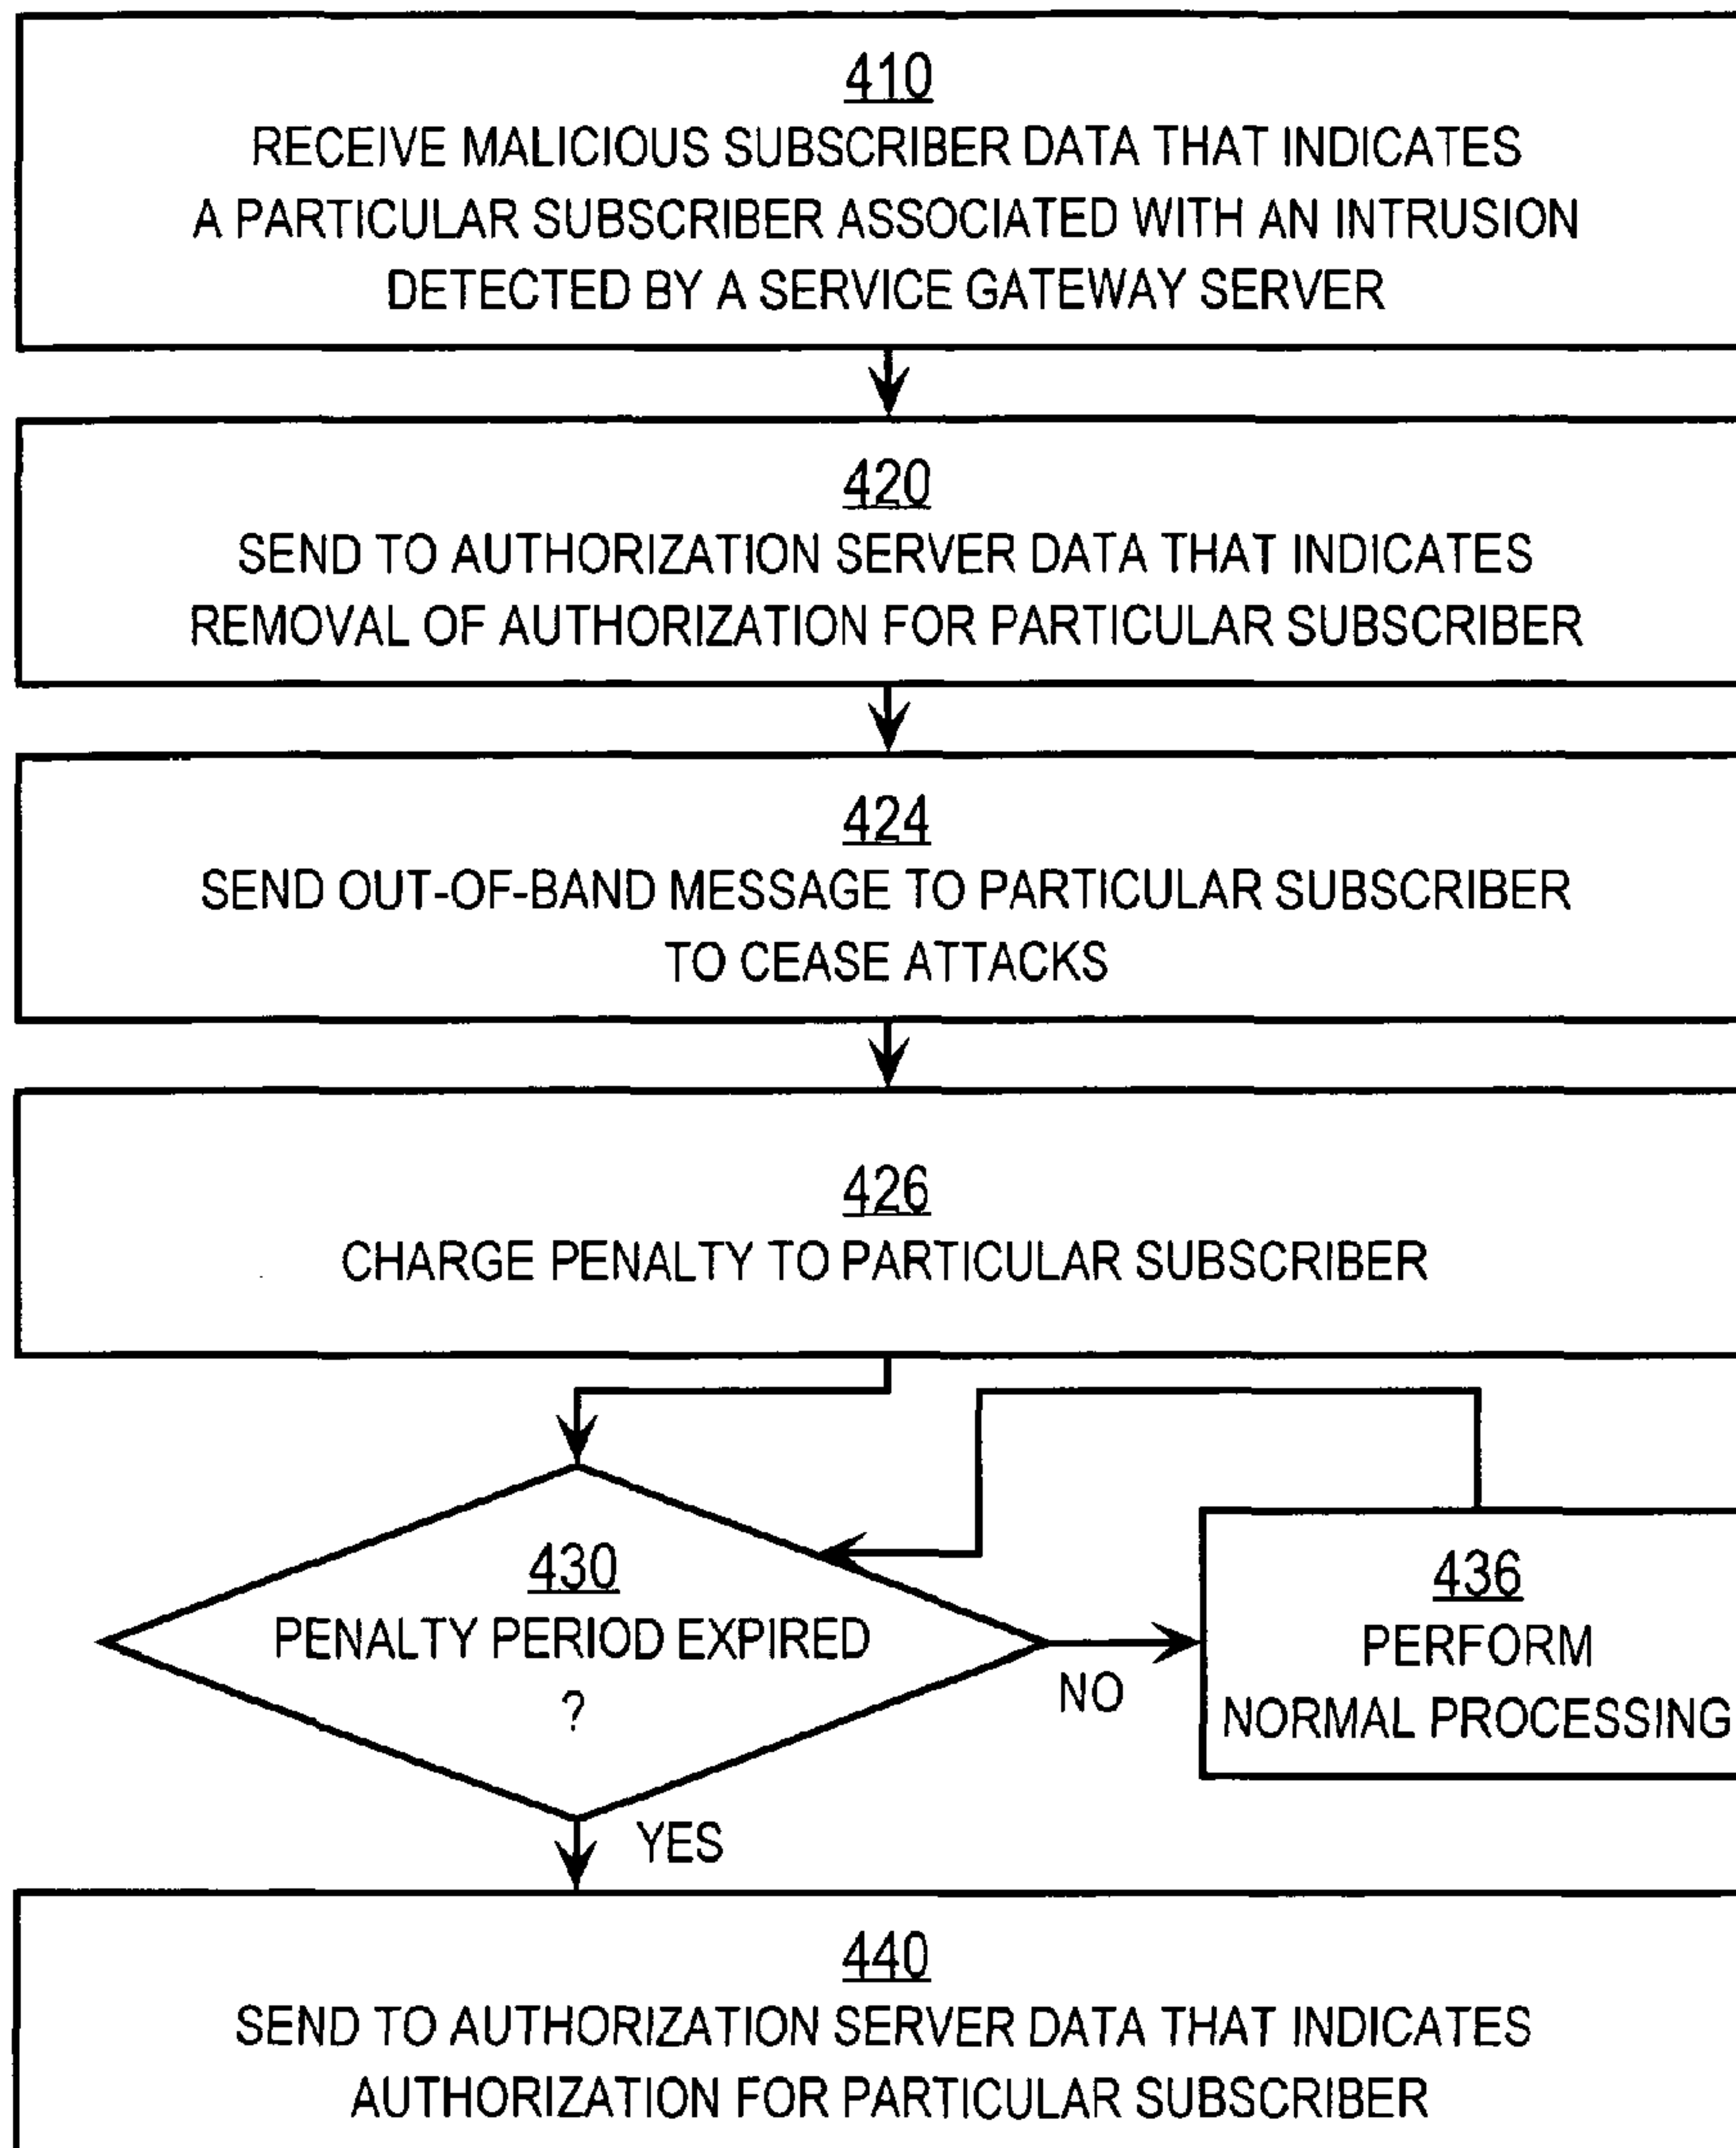 410
RECEIVE MALICIOUS SUBSCRIBER DATA THAT INDICATES
A PARTICULAR SUBSCRIBER ASSOCIATED WITH AN INTRUSION
DETECTED BY A SERVICE GATEWAY SERVER
420
SEND TO AUTHORIZATION SERVER DATA THAT INDICATES
REMOVAL OF AUTHORIZATION FOR PARTICULAR SUBSCRIBER
424
SEND OUT-OF-BAND MESSAGE TO PARTICULAR SUBSCRIBER
TO CEASE ATTACKS
426
CHARGE PENALTY TO PARTICULAR SUBSCRIBER
430
PENALTY PERIOD EXPIRED
?
NO
436
PERFORM
NORMAL PROCESSING
YES
440
SEND TO AUTHORIZATION SERVER DATA THAT INDICATES
AUTHORIZATION FOR PARTICULAR SUBSCRIBER